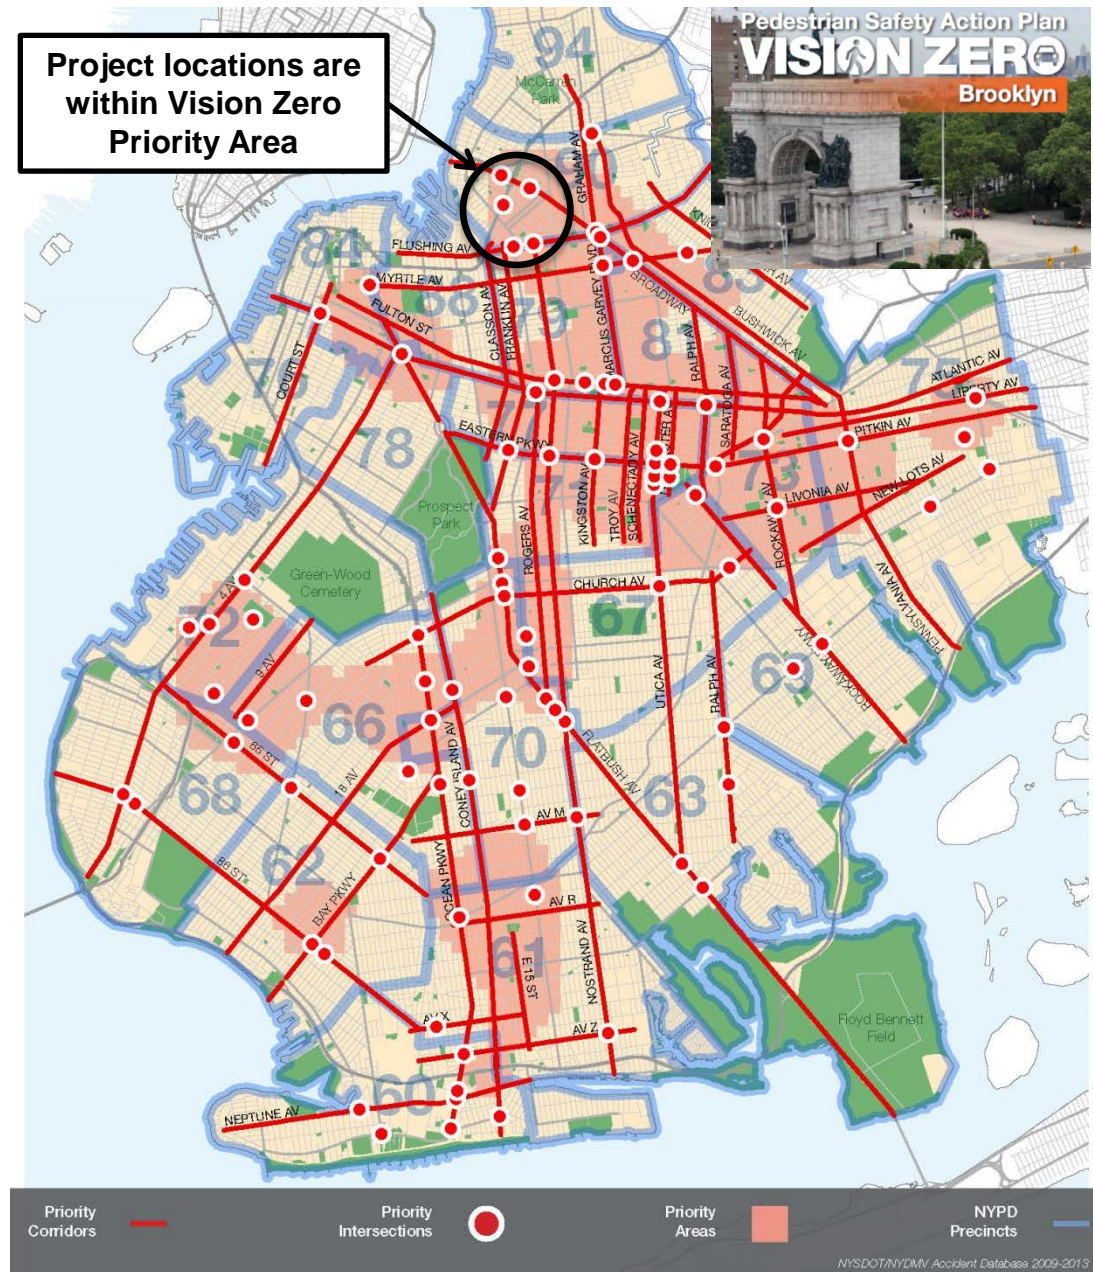 Project locations are
within Vision Zero
Priority Area
Pedestrian Safety Action Plan
VISION ZERO
Brooklyn
94
McCarren
Park
90
GRAHAM AV
FLUSHING AV
84
MYRTLE AV
88
FULTON ST
CLASSON AV
FRANKLIN AV
79
MARCUS GARVEY BLVD
BROADWAY
83
BUSHWICK AV
81
RALPH AV
SARATOGA AV
COURT ST
ATLANTIC AV
75
LIBERTY AV
PITKIN AV
78
77
EASTERN PKWY
73
NEW LOTS AV
LIVONIA AV
71
Prospect
Park
ROGERS AV
KINGSTON AV
TROY AV
SCHENECTADY AV
ROCKAWAY AV
Green-Wood
Cemetery
4 AV
72
CHURCH AV
67
PENNSYLVANIA AV
8 AV
UTICA AV
RALPH AV
69
ROCKAWAY PKWY
66
70
65 ST
18 AV
CONEY ISLAND AV
FLATBUSH AV
63
68
AV M
62
86 ST
BAY PKWY
OCEAN PKWY
AV R
61
E 15 ST
NOSTRAND AV
AV X
AV Z
Floyd Bennett
Field
60
NEPTUNE AV
Priority
Corridors
Priority
Intersections
Priority
Areas
NYPD
Precincts
NYSDOT/NYDMV Accident Database 2009-2013